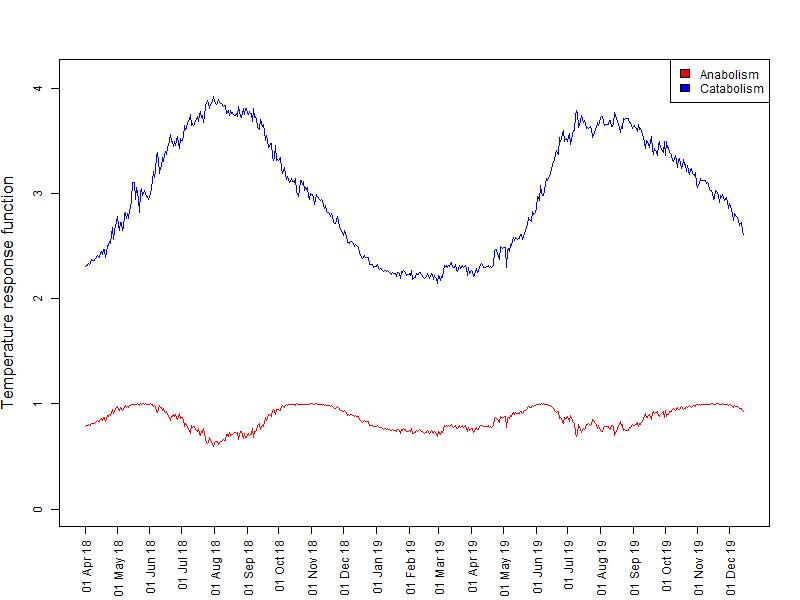 Anabolism
Catabolism
Temperature response function
4
3
2
1
0
01 Apr 18
01 May 18
01 Jun 18
01 Jul 18
01 Aug 18
01 Sep 18
01 Oct 18
01 Nov 18
01 Dec 18
01 Jan 19
01 Feb 19
01 Mar 19
01 Apr 19
01 May 19
01 Jun 19
01 Jul 19
01 Aug 19
01 Sep 19
01 Oct 19
01 Nov 19
01 Dec 19